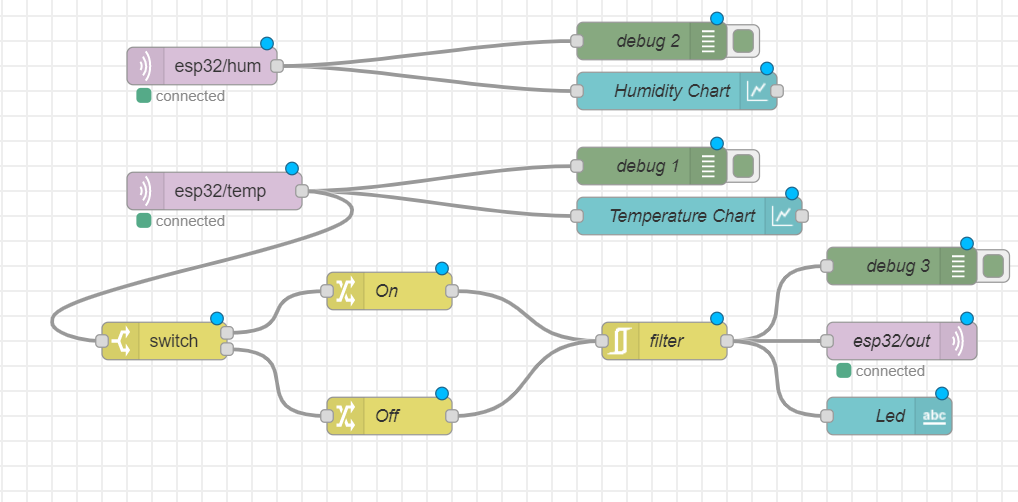 debug 2
esp32/hum
Humidity Chart
connected
debug 1
esp32/temp
Temperature Chart
connected
debug 3
On
switch
filter
esp32/out
connected
Off
Led
abc